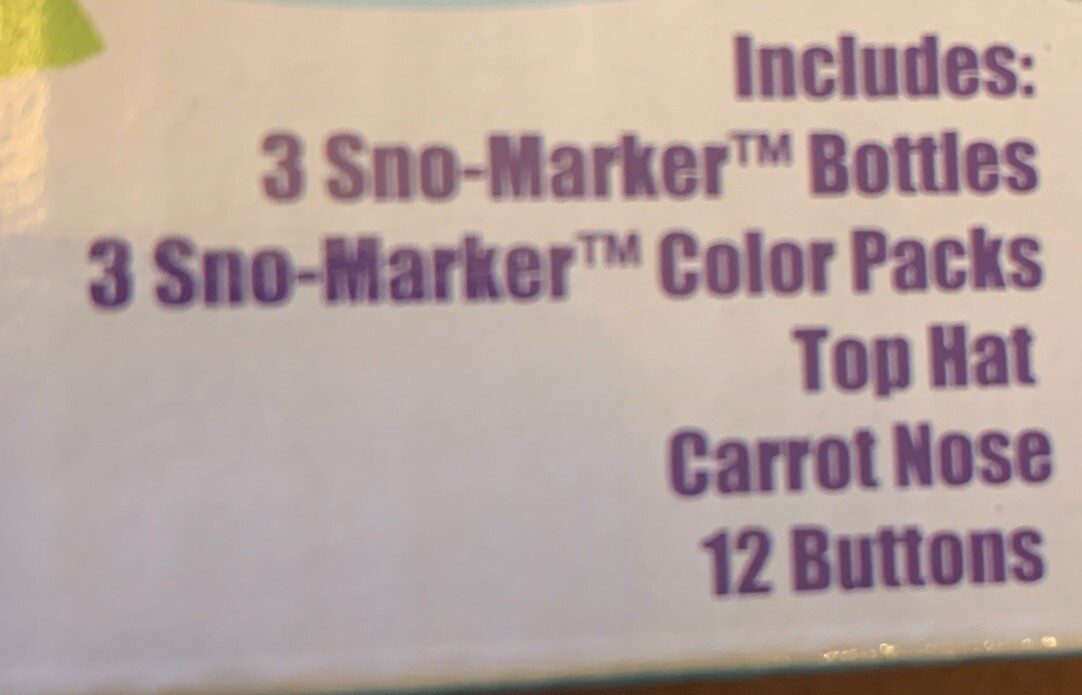 Includes:
3 Sno-Marker™ Bottles
3 Sno-Marker™ Color Packs
Top Hat
Carrot Nose
12 Buttons